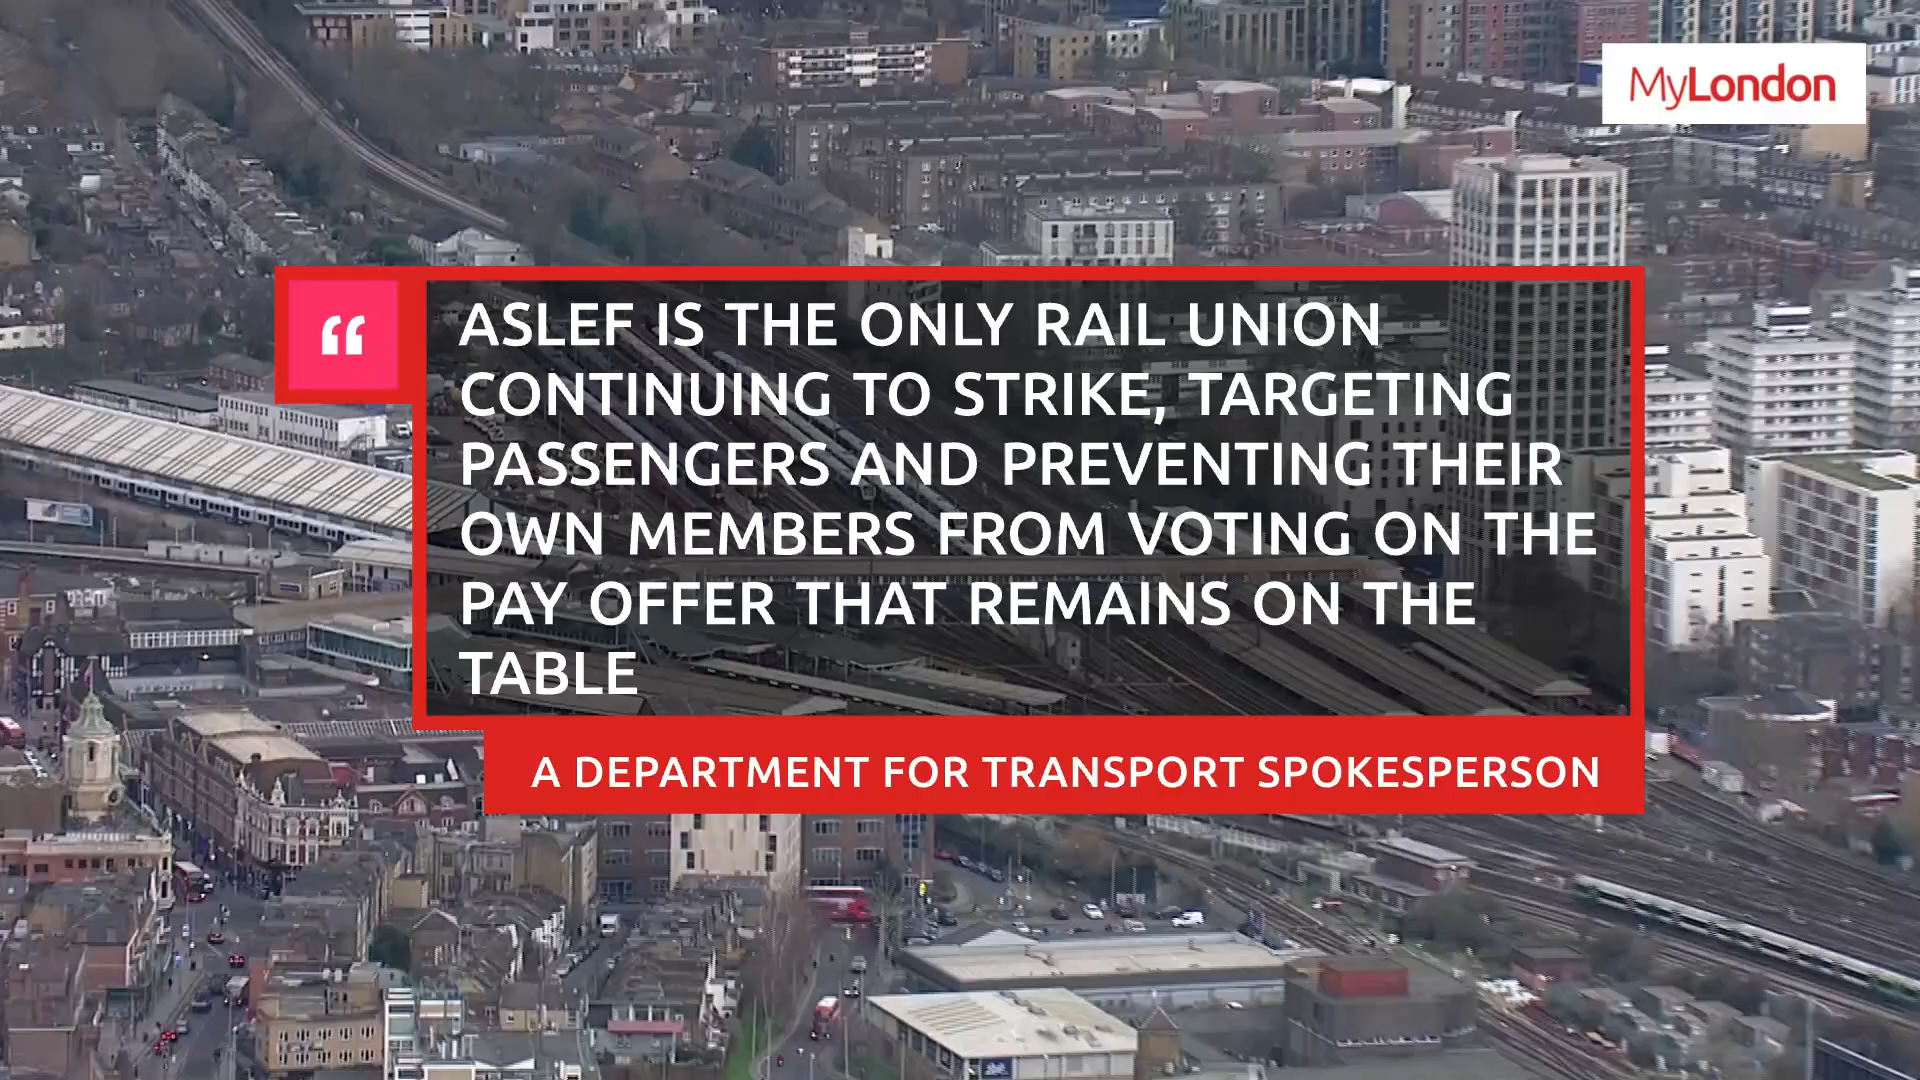 MyLondon
“
ASLEF IS THE ONLY RAIL UNION
CONTINUING TO STRIKE, TARGETING
PASSENGERS AND PREVENTING THEIR
OWN MEMBERS FROM VOTING ON THE
PAY OFFER THAT REMAINS ON THE
TABLE
A DEPARTMENT FOR TRANSPORT SPOKESPERSON